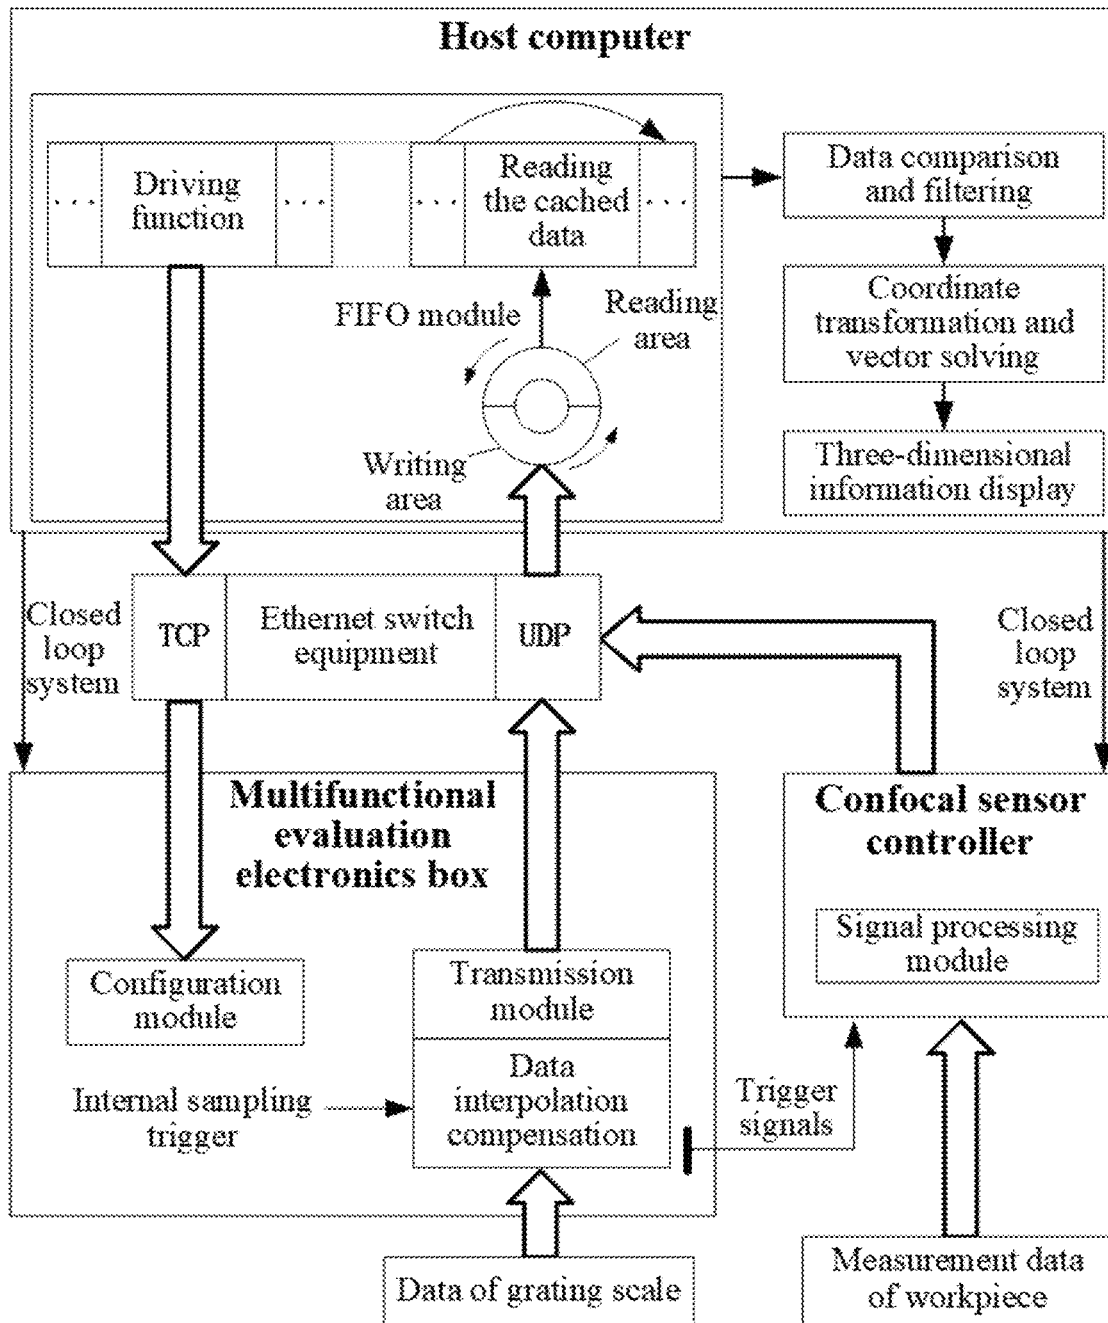 Host computer
Driving
function
Reading
the cached
data
. . .
. . .
. . .
. . .
Data comparison
and filtering
FIFO module
Reading
area
Coordinate
transformation and
vector solving
Writing
area
Three-dimensional
information display
Closed
loop
system
TCP
Ethernet switch
equipment
UDP
Closed
loop
system
Multifunctional
evaluation
electronics box
Confocal sensor
controller
Signal processing
module
Configuration
module
Transmission
module
Internal sampling
trigger
Data
interpolation
compensation
Trigger
signals
Data of grating scale
Measurement data
of workpiece